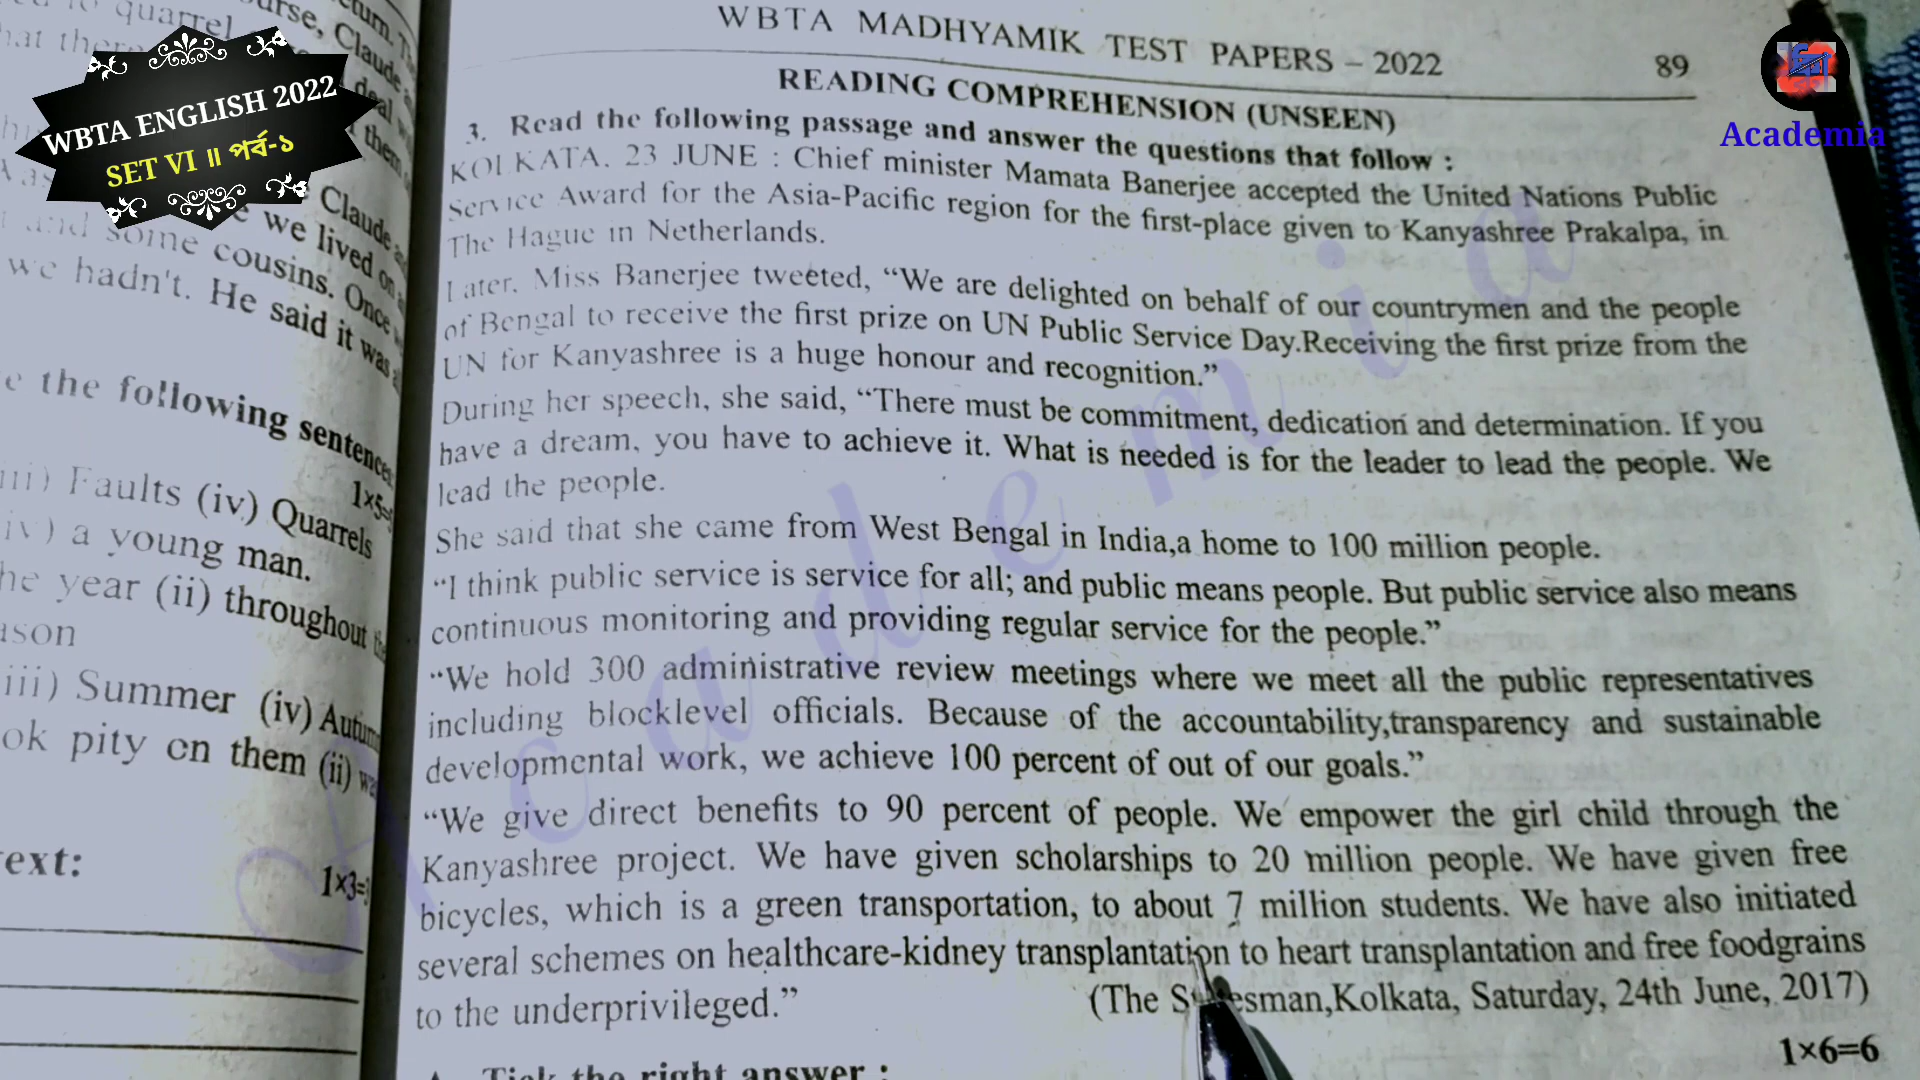 WBTA ENGLISH 2022
SET VI ॥ পর্ব-১
Academia
quarrel
urse, Claude
Claude
we lived on
and some cousins. Once
we hadn't. He said it was
the following sentences
1×5=
iii) Faults (iv) Quarrels
iv) a young man.
he year (ii) throughout
ason
iii) Summer (iv) Autumn
ok pity on them (ii)
ext:
1×3=3
WBTA MADHYAMIK TEST PAPERS – 2022 89
READING COMPREHENSION (UNSEEN)
3. Read the following passage and answer the questions that follow :
KOLKATA, 23 JUNE : Chief minister Mamata Banerjee accepted the United Nations Public
Service Award for the Asia-Pacific region for the first-place given to Kanyashree Prakalpa, in
The Hague in Netherlands.
Later, Miss Banerjee tweeted, “We are delighted on behalf of our countrymen and the people
of Bengal to receive the first prize on UN Public Service Day.Receiving the first prize from the
UN for Kanyashree is a huge honour and recognition.”
During her speech, she said, “There must be commitment, dedication and determination. If you
have a dream, you have to achieve it. What is needed is for the leader to lead the people. We
lead the people.
She said that she came from West Bengal in India,a home to 100 million people.
“I think public service is service for all; and public means people. But public service also means
continuous monitoring and providing regular service for the people.”
“We hold 300 administrative review meetings where we meet all the public representatives
including blocklevel officials. Because of the accountability,transparency and sustainable
developmental work, we achieve 100 percent of out of our goals.”
“We give direct benefits to 90 percent of people. We empower the girl child through the
Kanyashree project. We have given scholarships to 20 million people. We have given free
bicycles, which is a green transportation, to about 7 million students. We have also initiated
several schemes on healthcare-kidney transplantation to heart transplantation and free foodgrains
to the underprivileged.” (The Statesman,Kolkata, Saturday, 24th June, 2017)
1×6=6
Tick the right answer :
Academia